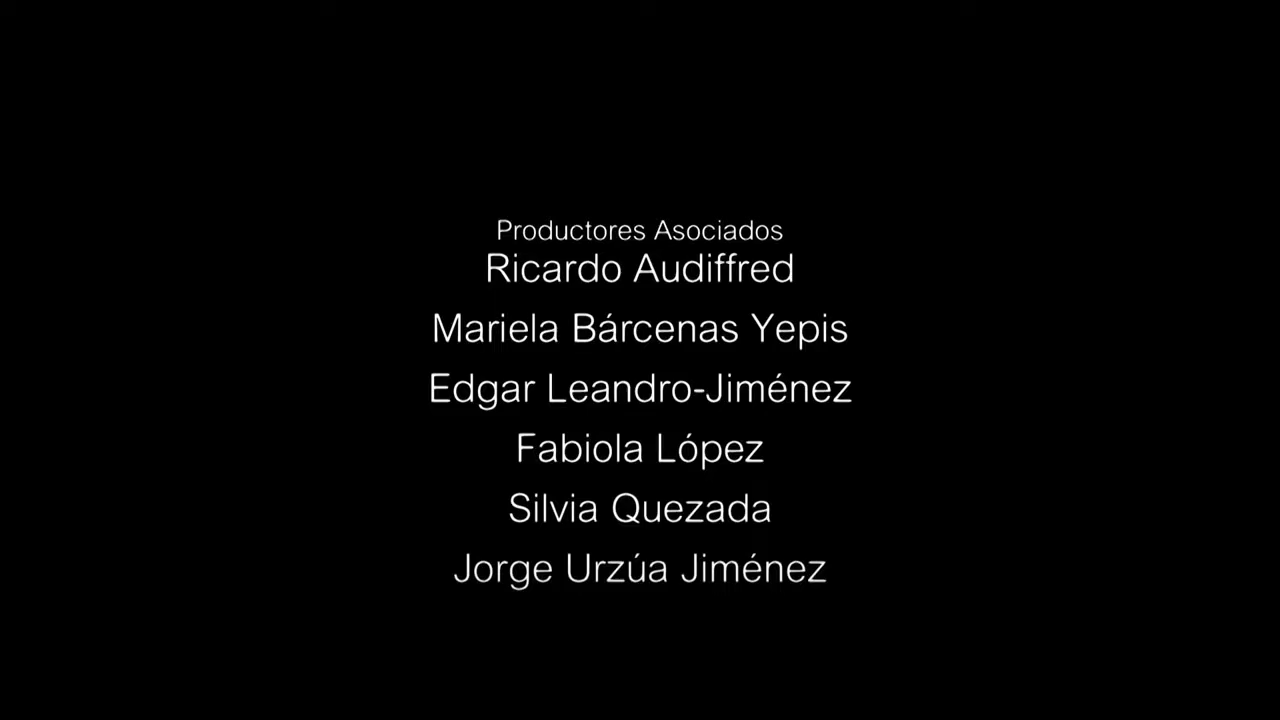 Productores Asociados
Ricardo Audiffred
Mariela Bárcenas Yepis
Edgar Leandro-Jiménez
Fabiola López
Silvia Quezada
Jorge Urzúa Jiménez